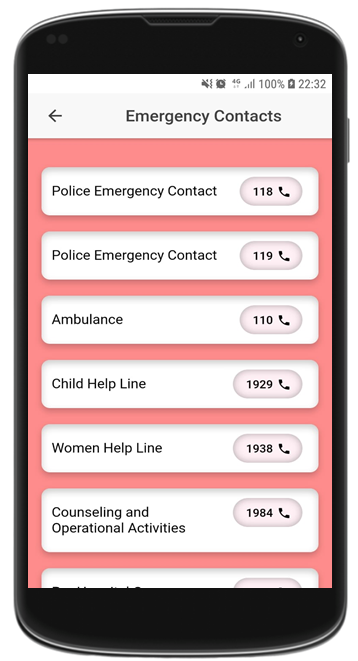 4G 100% 22:32
Emergency Contacts
Police Emergency Contact 118
Police Emergency Contact 119
Ambulance 110
Child Help Line 1929
Women Help Line 1938
Counseling and 1984
Operational Activities